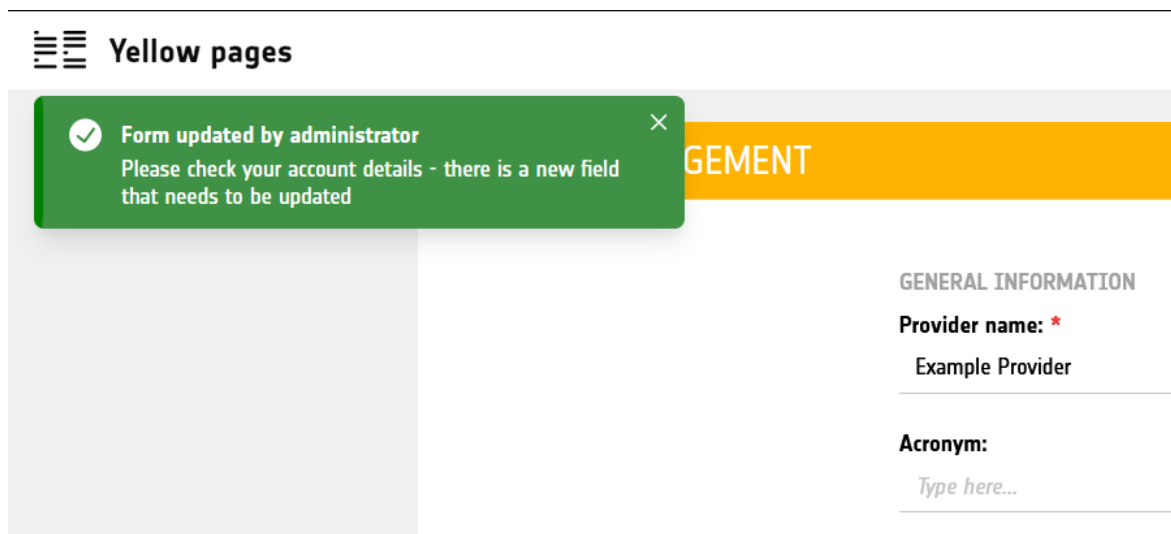 Yellow pages
Form updated by administrator
Please check your account details - there is a new field
that needs to be updated
GEMENT
GENERAL INFORMATION
Provider name: *
Example Provider
Acronym:
Type here...